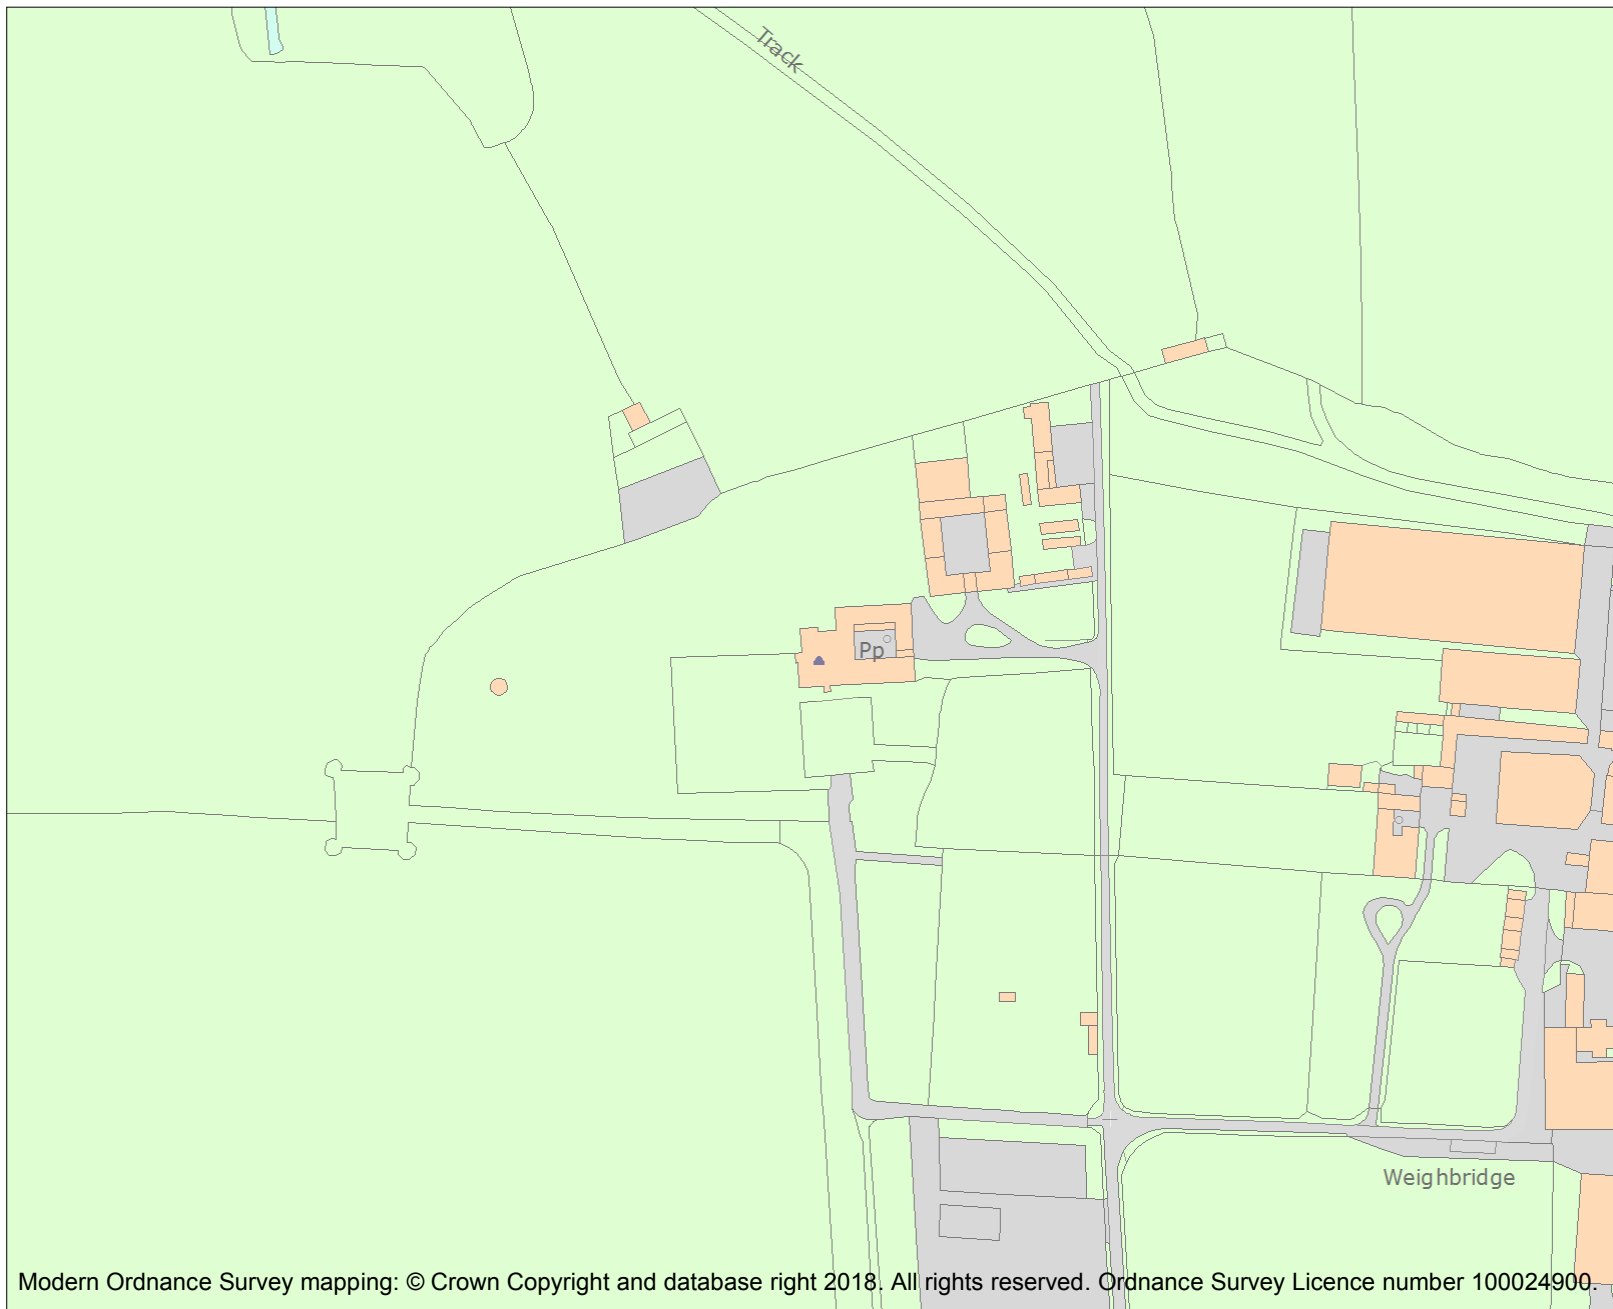 Track
Pp
Weighbridge
Modern Ordnance Survey mapping: © Crown Copyright and database right 2018. All rights reserved. Ordnance Survey Licence number 100024900.